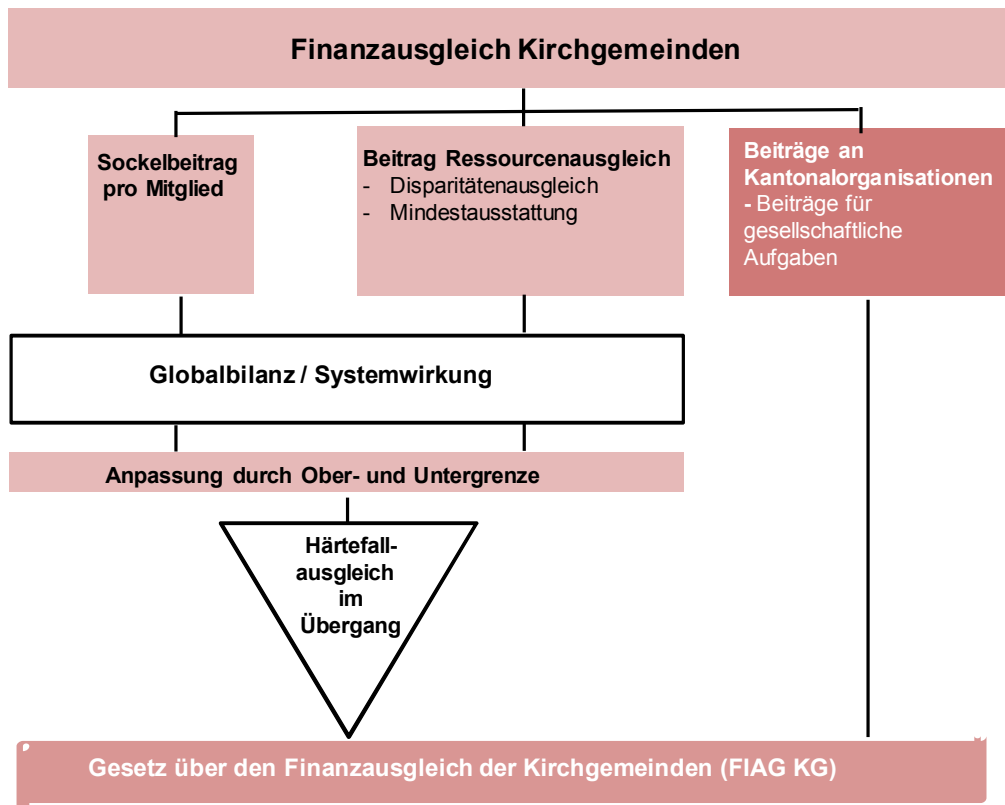 Finanzausgleich Kirchgemeinden
Sockelbeitrag
pro Mitglied
Beitrag Ressourcenausgleich
- Disparitätenausgleich
- Mindestausstattung
Beiträge an
Kantonalorganisationen
- Beiträge für
gesellschaftliche
Aufgaben
Globalbilanz / Systemwirkung
Anpassung durch Ober- und Untergrenze
Härtefall-
ausgleich
im
Übergang
Gesetz über den Finanzausgleich der Kirchgemeinden (FIAG KG)